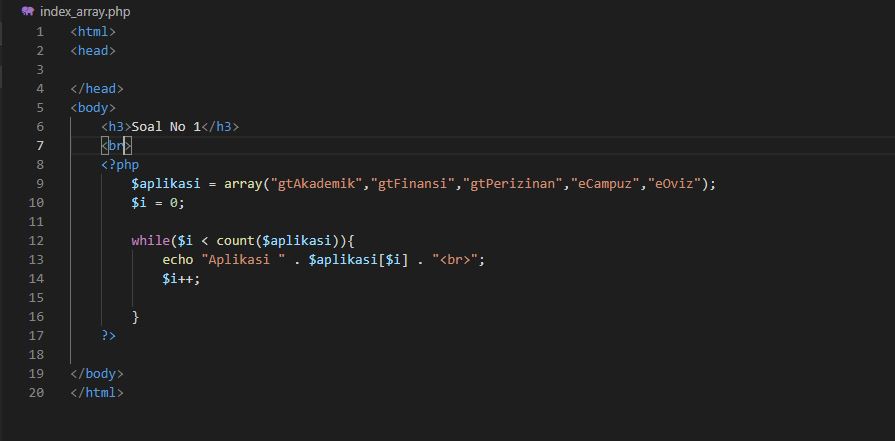 index_array.php
1 <html>
2 <head>
3
4 </head>
5 <body>
6 <h3>Soal No 1</h3>
7 <br>
8 <?php
9 $aplikasi = array("gtAkademik","gtFinansi","gtPerizinan","eCampuz","eOviz");
10 $i = 0;
11
12 while($i < count($aplikasi)){
13 echo "Aplikasi " . $aplikasi[$i] . "<br>";
14 $i++;
15
16 }
17 ?>
18
19 </body>
20 </html>